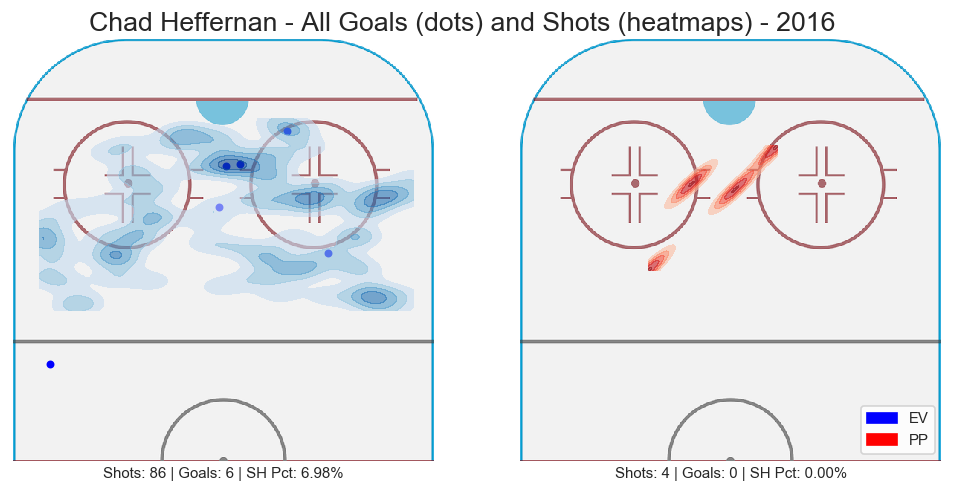 Chad Heffernan - All Goals (dots) and Shots (heatmaps) - 2016
EV
PP
Shots: 86 | Goals: 6 | SH Pct: 6.98%
Shots: 4 | Goals: 0 | SH Pct: 0.00%